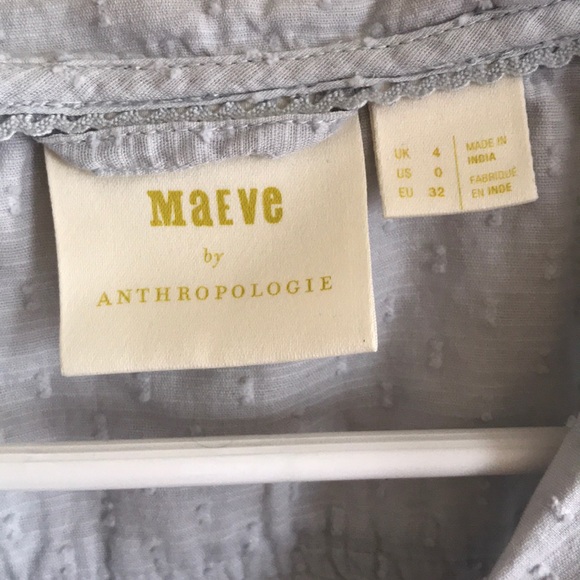 MaEve
by
ANTHROPOLOGIE
UK 4
US 0
EU 32
MADE IN
INDIA
FABRIQUÉ
EN INDE